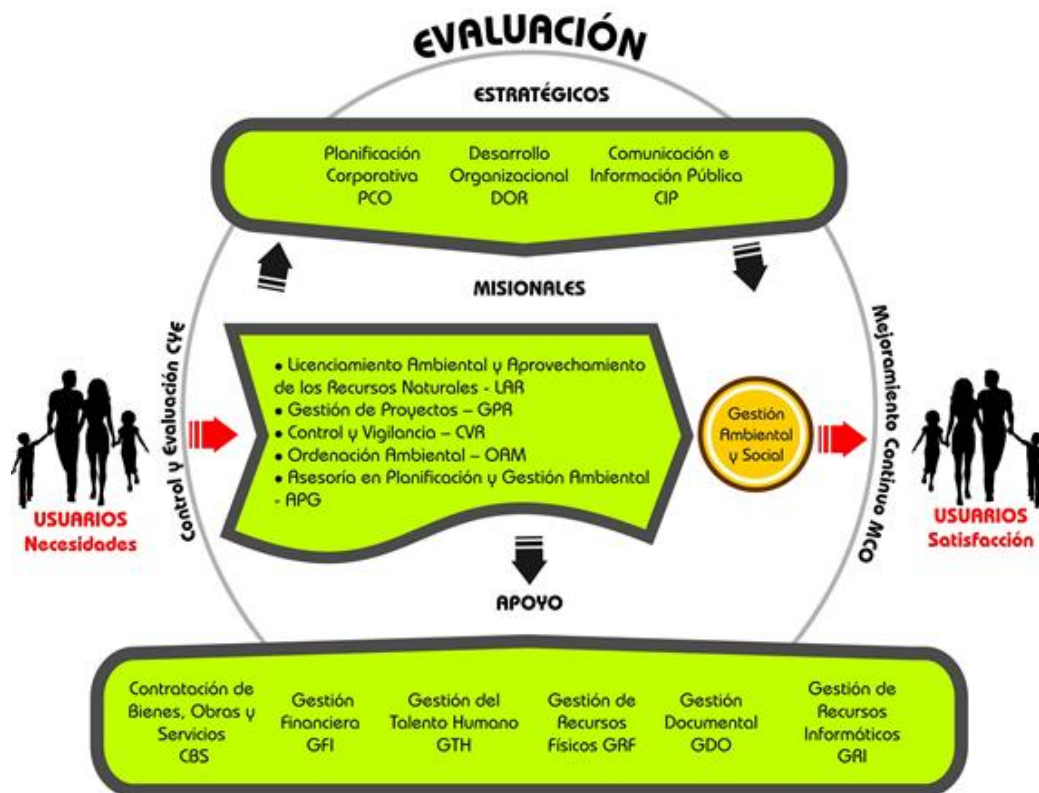 EVALUACIÓN
ESTRATÉGICOS
Planificación
Corporativa
PCO
Desarrollo
Organizacional
DOR
Comunicación e
Información Pública
CIP
MISIONALES
Control y Evaluación CYE
• Licenciamiento Ambiental y Aprovechamiento
de los Recursos Naturales - LAR
• Gestión de Proyectos – GPR
• Control y Vigilancia – CVR
• Ordenación Ambiental – OAM
• Asesoría en Planificación y Gestión Ambiental
- APG
Gestión
Ambiental
y Social
Mejoramiento Continuo MCO
USUARIOS
Necesidades
USUARIOS
Satisfacción
APOYO
Contratación de
Bienes, Obras y
Servicios
CBS
Gestión
Financiera
GFI
Gestión del
Talento Humano
GTH
Gestión de
Recursos
Físicos GRF
Gestión
Documental
GDO
Gestión de
Recursos
Informáticos
GRI